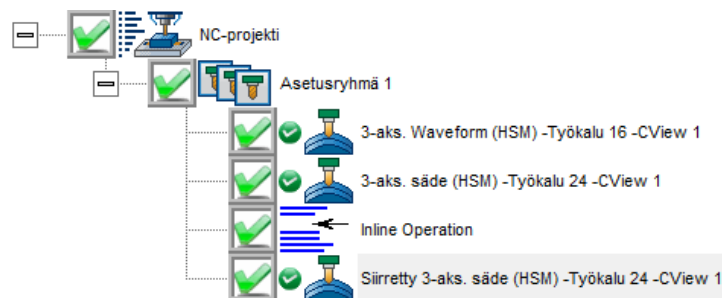 NC-projekti
Asetusryhmä 1
3-aks. Waveform (HSM) -Työkalu 16 -CView 1
3-aks. säde (HSM) -Työkalu 24 -CView 1
Inline Operation
Siirretty 3-aks. säde (HSM) -Työkalu 24 -CView 1